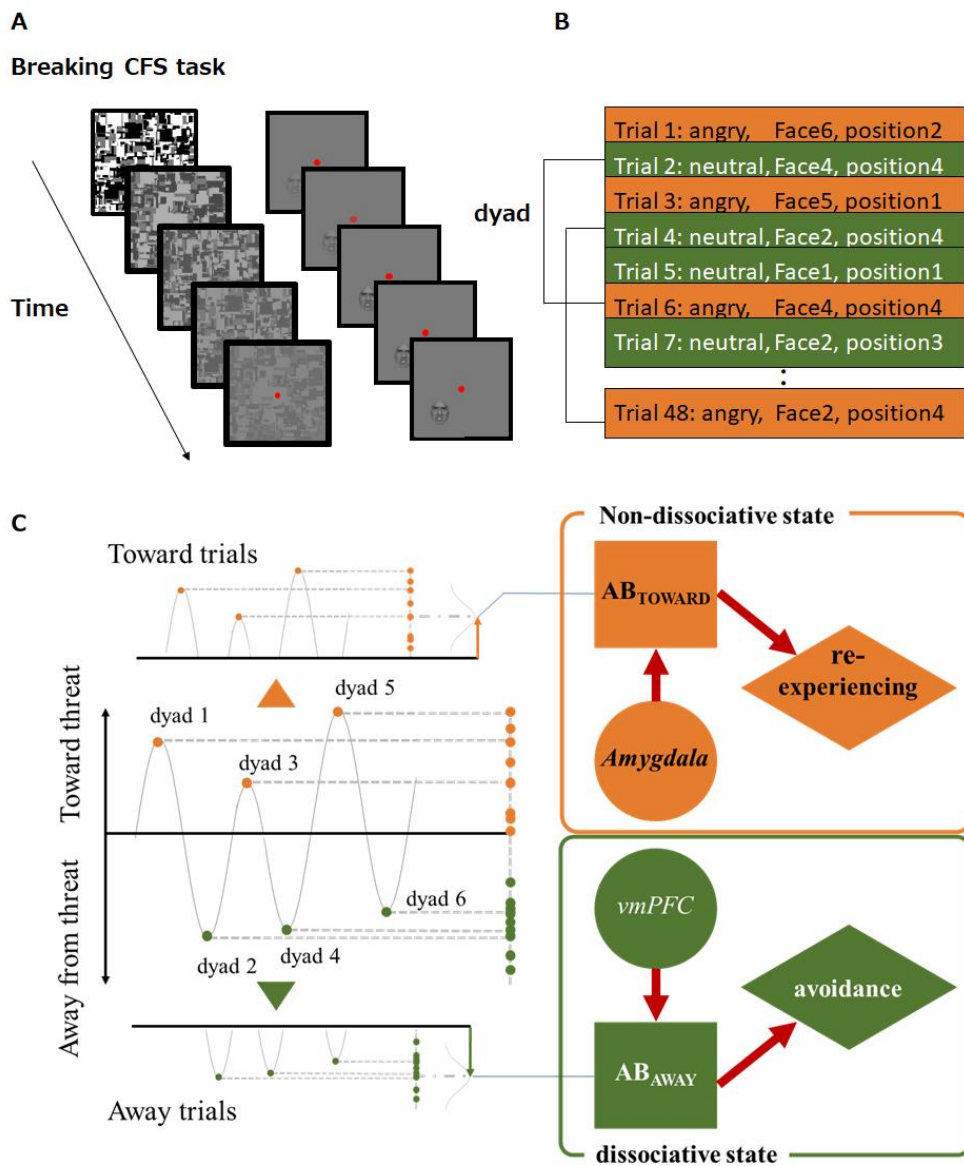 A
Breaking CFS task
Time
B
dyad
Trial 1: angry, Face6, position2
Trial 2: neutral, Face4, position4
Trial 3: angry, Face5, position1
Trial 4: neutral, Face2, position4
Trial 5: neutral, Face1, position1
Trial 6: angry, Face4, position4
Trial 7: neutral, Face2, position3
:
Trial 48: angry, Face2, position4
C
Toward trials
Toward threat
Away from threat
dyad 1
dyad 3
dyad 5
dyad 2
dyad 4
dyad 6
Away trials
Non-dissociative state
AB TOWARD
re-
experiencing
Amygdala
vmPFC
avoidance
AB AWAY
dissociative state